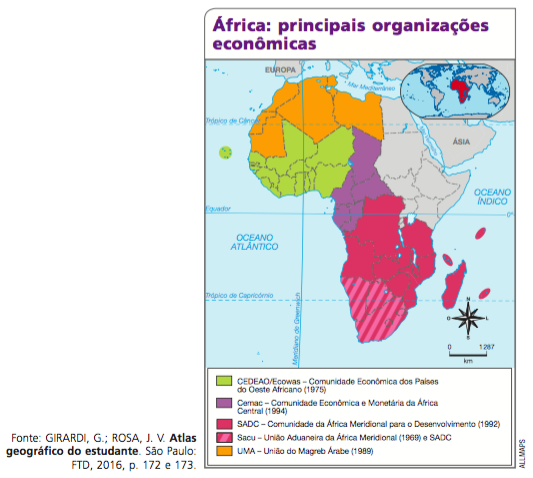 África: principais organizações
econômicas
EUROPA
Mar Mediterrâneo
Trópico de Câncer
ÁSIA
OCEANO
ÍNDICO
Equador
0°
OCEANO
ATLÂNTICO
Trópico de Capricórnio
Meridiano de Greenwich
N
O
L
S
0 1287
km
CEDEAO/Ecowas – Comunidade Econômica dos Países
do Oeste Africano (1975)
Cemac – Comunidade Econômica e Monetária da África
Central (1994)
SADC – Comunidade da África Meridional para o Desenvolvimento (1992)
Sacu – União Aduaneira da África Meridional (1969) e SADC
UMA – União do Magreb Árabe (1989)
ALLMAPS
Fonte: GIRARDI, G.; ROSA, J. V. Atlas
geográfico do estudante. São Paulo:
FTD, 2016, p. 172 e 173.